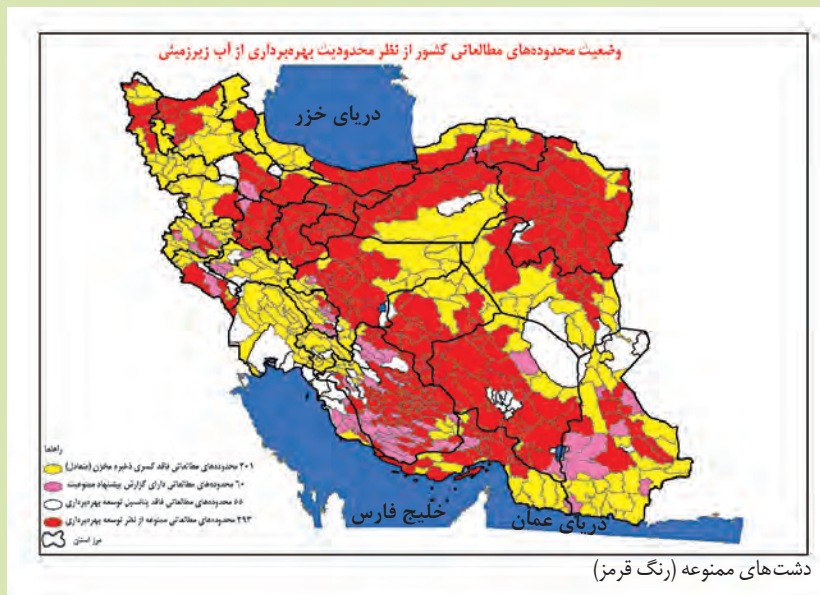 وضعیت محدوده‌های مطالعاتی کشور از نظر محدودیت بهره‌برداری از آب زیرزمینی
دریای خزر
خلیج فارس
دریای عمان
راهنما
۳۰۱ محدوده‌های مطالعاتی فاقد کسری ذخیره مخزن (متعادل)
۶۰ محدوده‌های مطالعاتی دارای گزارش پیشنهاد ممنوعیت
۵۵ محدوده‌های مطالعاتی فاقد پتانسیل توسعه بهره‌برداری
۲۹۳ محدوده‌های مطالعاتی ممنوعه از نظر توسعه بهره‌برداری
مرز استان
دشت‌های ممنوعه (رنگ قرمز)